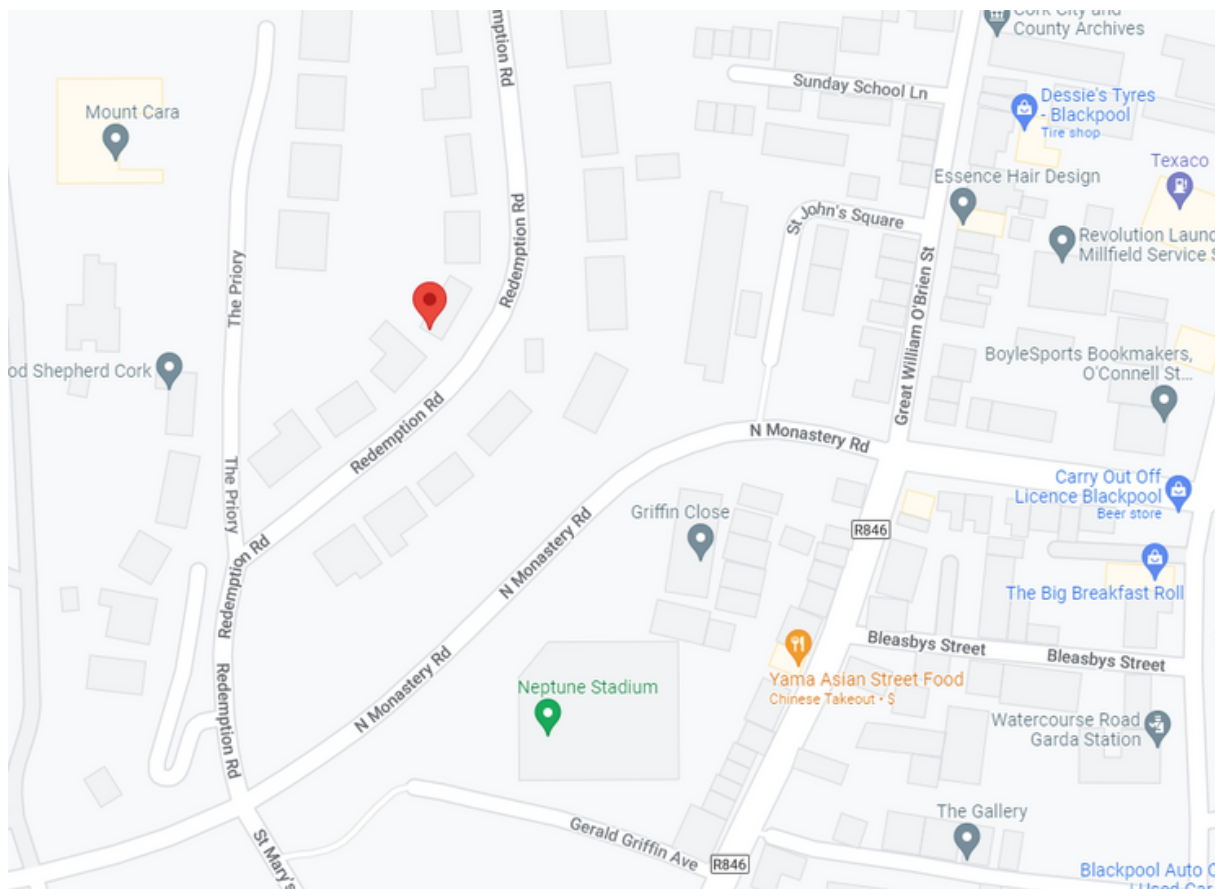 Cork City and
County Archives
mption Rd
Sunday School Ln
Dessie's Tyres
- Blackpool
Tire shop
Mount Cara
Texaco
Essence Hair Design
Redemption Rd
St John's Square
Revolution Laund
Millfield Service S
The Priory
Great William O'Brien St
BoyleSports Bookmakers,
O'Connell St...
od Shepherd Cork
Redemption Rd
N Monastery Rd
The Priory
Carry Out Off
Licence Blackpool
Beer store
Griffin Close
R846
N Monastery Rd
Redemption Rd
The Big Breakfast Roll
Bleasbys Street
Bleasbys Street
Yama Asian Street Food
Chinese Takeout • $
Neptune Stadium
N Monastery Rd
Redemption Rd
Watercourse Road
Garda Station
The Gallery
Gerald Griffin Ave
St Mary's
R846
Blackpool Auto C
Used Car